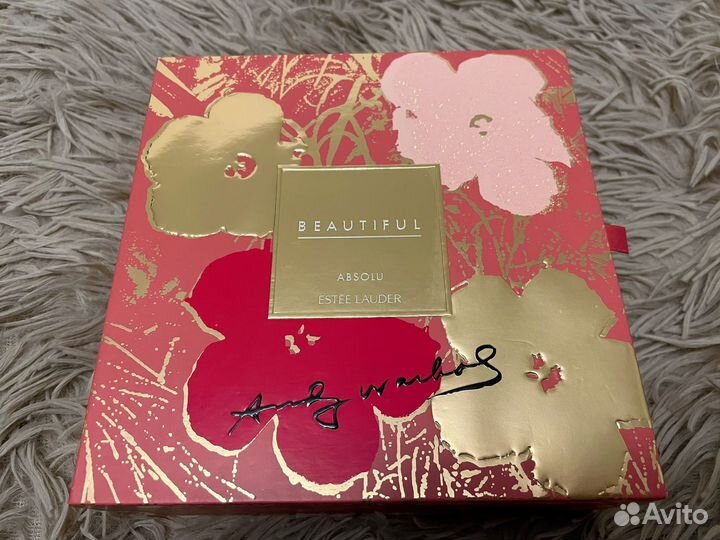 BEAUTIFUL
ABSOLU
ESTĒE LAUDER
Andy Warhol
Avito